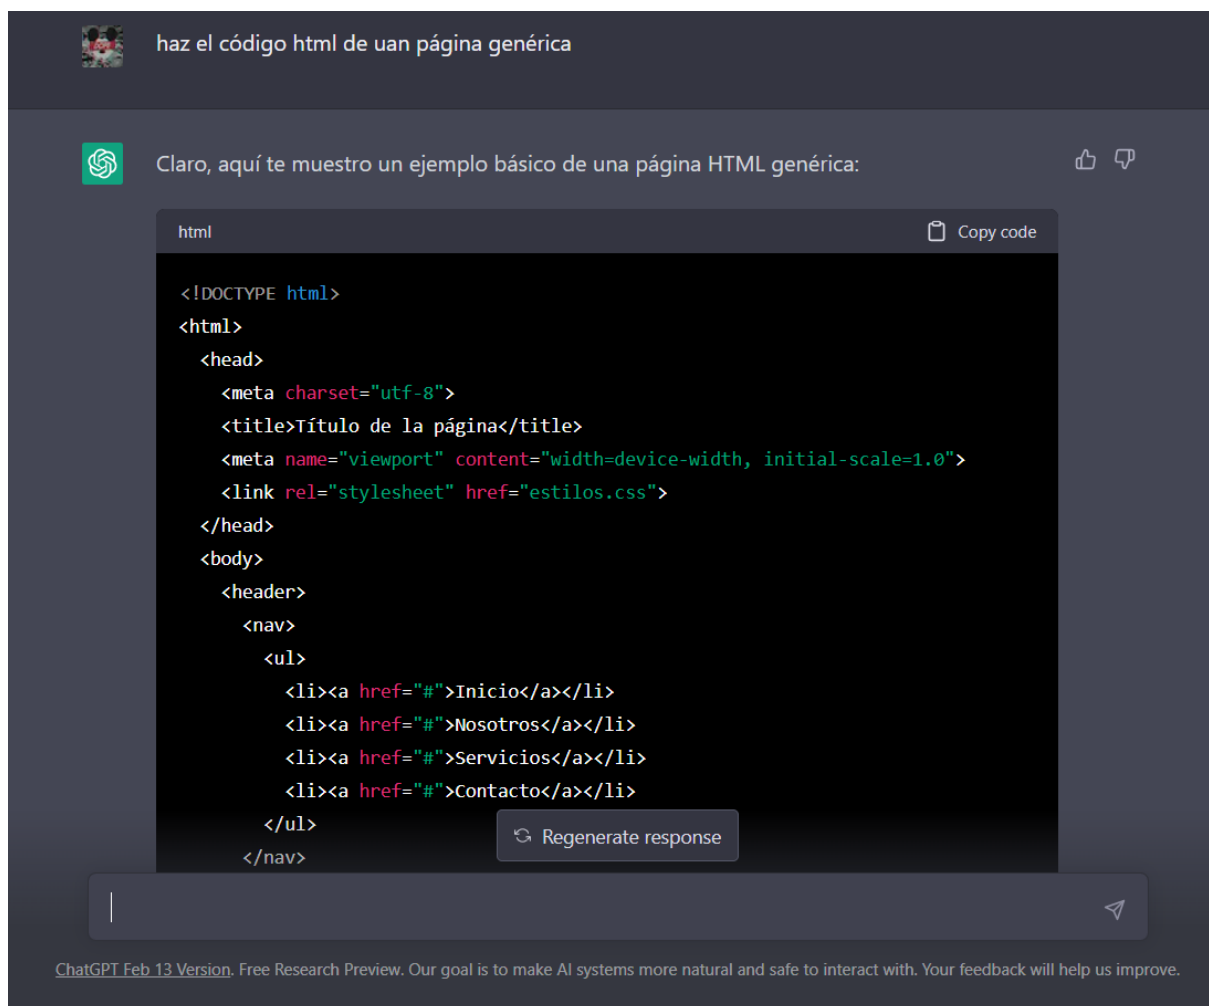 haz el código html de uan página genérica
Claro, aquí te muestro un ejemplo básico de una página HTML genérica:
html
Copy code
<!DOCTYPE html>
<html>
  <head>
    <meta charset="utf-8">
    <title>Título de la página</title>
    <meta name="viewport" content="width=device-width, initial-scale=1.0">
    <link rel="stylesheet" href="estilos.css">
  </head>
  <body>
    <header>
      <nav>
        <ul>
          <li><a href="#">Inicio</a></li>
          <li><a href="#">Nosotros</a></li>
          <li><a href="#">Servicios</a></li>
          <li><a href="#">Contacto</a></li>
        </ul>
      </nav>
Regenerate response
ChatGPT Feb 13 Version. Free Research Preview. Our goal is to make AI systems more natural and safe to interact with. Your feedback will help us improve.